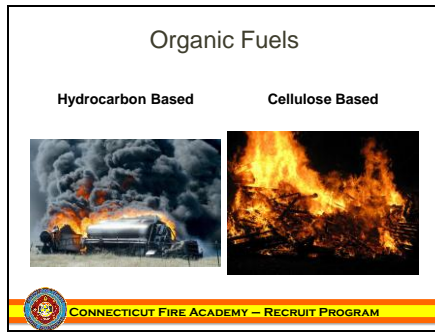 Organic Fuels
Hydrocarbon Based
Cellulose Based
CONNECTICUT FIRE ACADEMY – RECRUIT PROGRAM